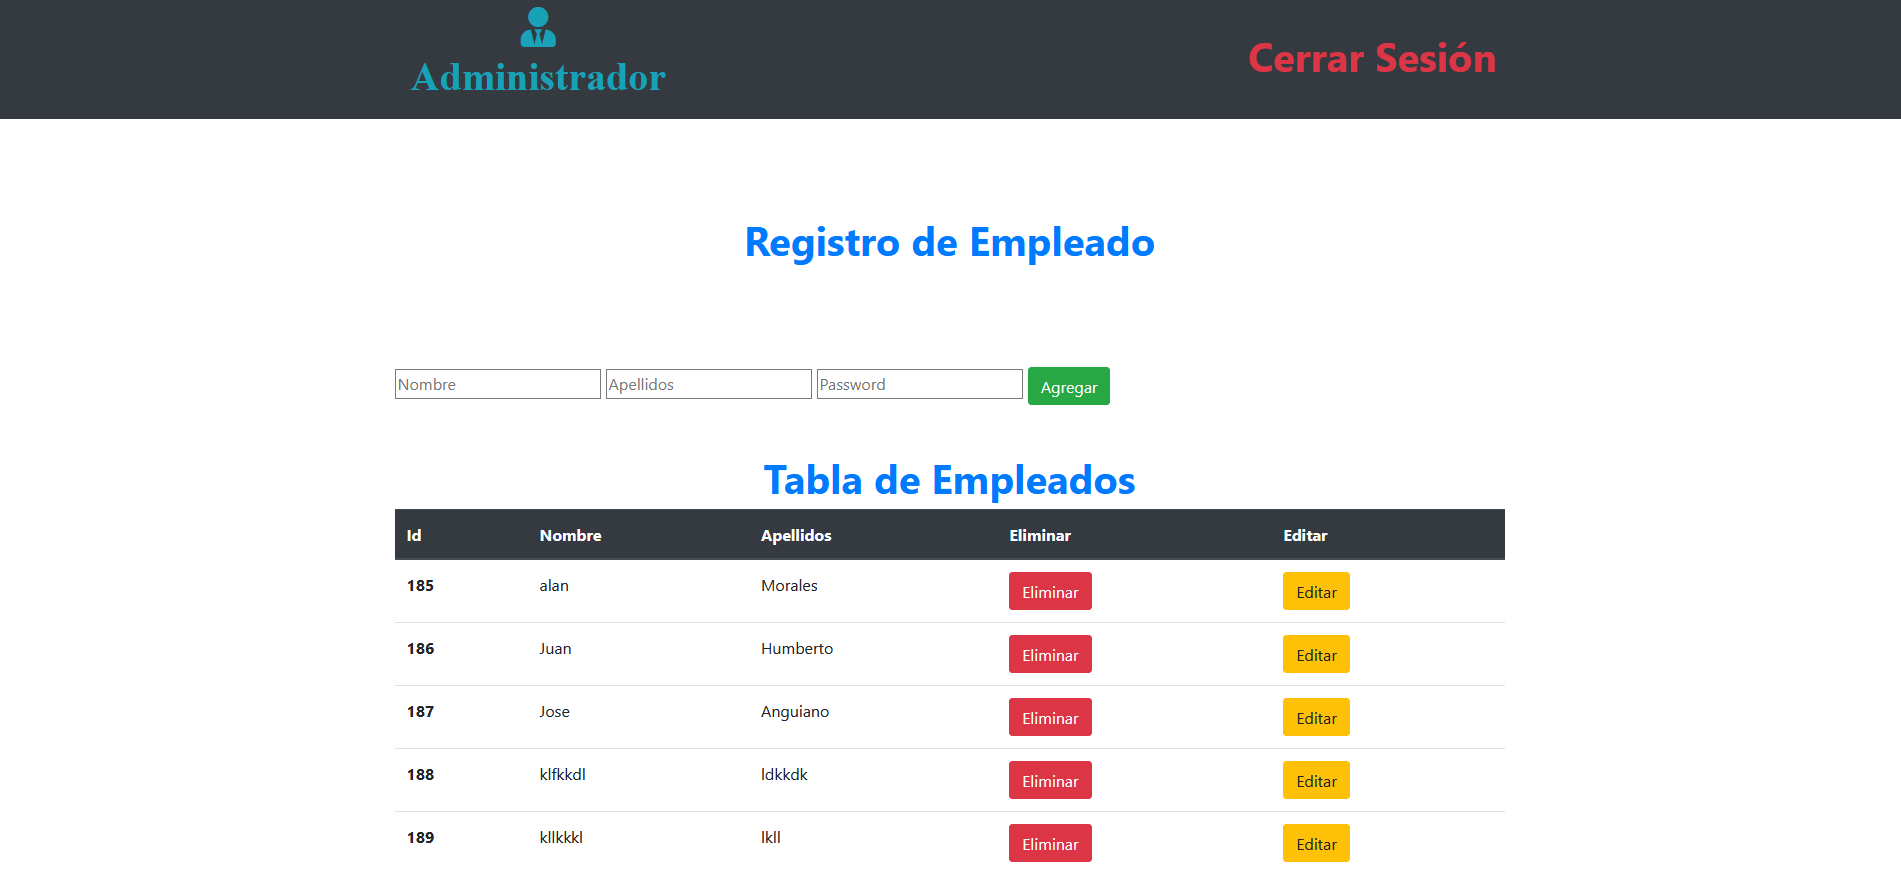 Administrador
Cerrar Sesión
Registro de Empleado
Nombre Apellidos Password Agregar
Tabla de Empleados
Id Nombre Apellidos Eliminar Editar
185 alan Morales Eliminar Editar
186 Juan Humberto Eliminar Editar
187 Jose Anguiano Eliminar Editar
188 klfkkdl ldkkdk Eliminar Editar
189 kllkkkl lkll Eliminar Editar